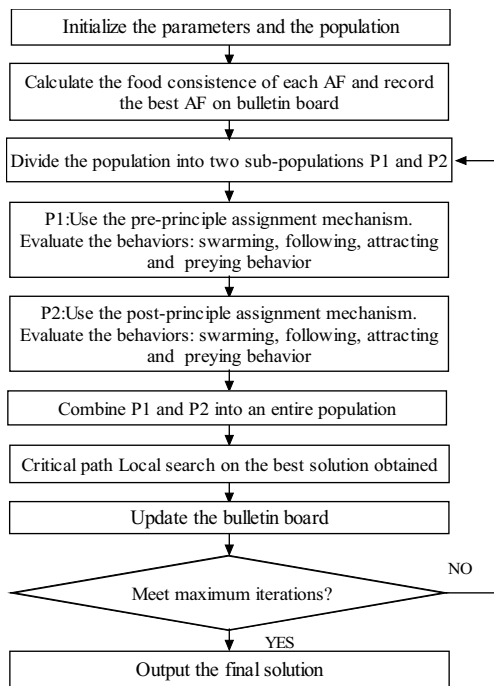 Initialize the parameters and the population
Calculate the food consistence of each AF and record
the best AF on bulletin board
Divide the population into two sub-populations P1 and P2
P1:Use the pre-principle assignment mechanism.
Evaluate the behaviors: swarming, following, attracting
and preying behavior
P2:Use the post-principle assignment mechanism.
Evaluate the behaviors: swarming, following, attracting
and preying behavior
Combine P1 and P2 into an entire population
Critical path Local search on the best solution obtained
Update the bulletin board
Meet maximum iterations?
NO
YES
Output the final solution